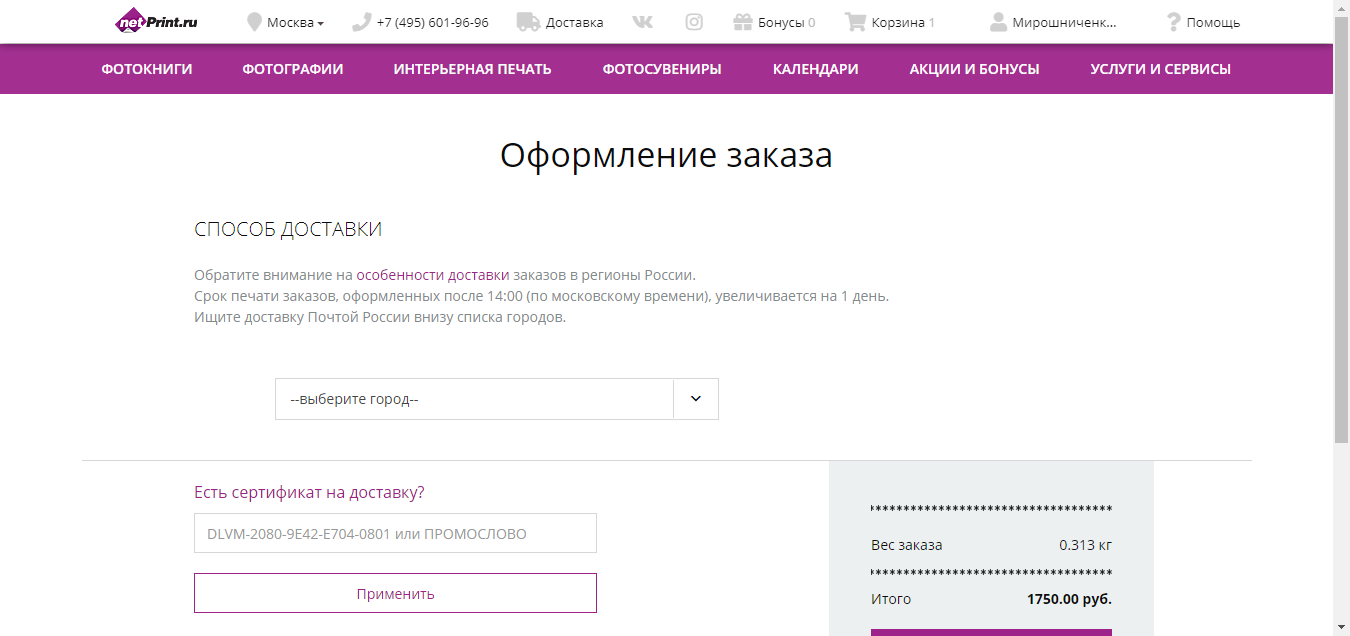 netPrint.ru
Москва
+7 (495) 601-96-96
Доставка
Бонусы 0
Корзина 1
Мирошниченк...
Помощь
ФОТОКНИГИ
ФОТОГРАФИИ
ИНТЕРЬЕРНАЯ ПЕЧАТЬ
ФОТОСУВЕНИРЫ
КАЛЕНДАРИ
АКЦИИ И БОНУСЫ
УСЛУГИ И СЕРВИСЫ
Оформление заказа
СПОСОБ ДОСТАВКИ
Обратите внимание на особенности доставки заказов в регионы России.
Срок печати заказов, оформленных после 14:00 (по московскому времени), увеличивается на 1 день.
Ищите доставку Почтой России внизу списка городов.
--выберите город--
Есть сертификат на доставку?
DLVM-2080-9E42-E704-0801 или ПРОМОСЛОВО
Применить
Вес заказа 0.313 кг
Итого 1750.00 руб.